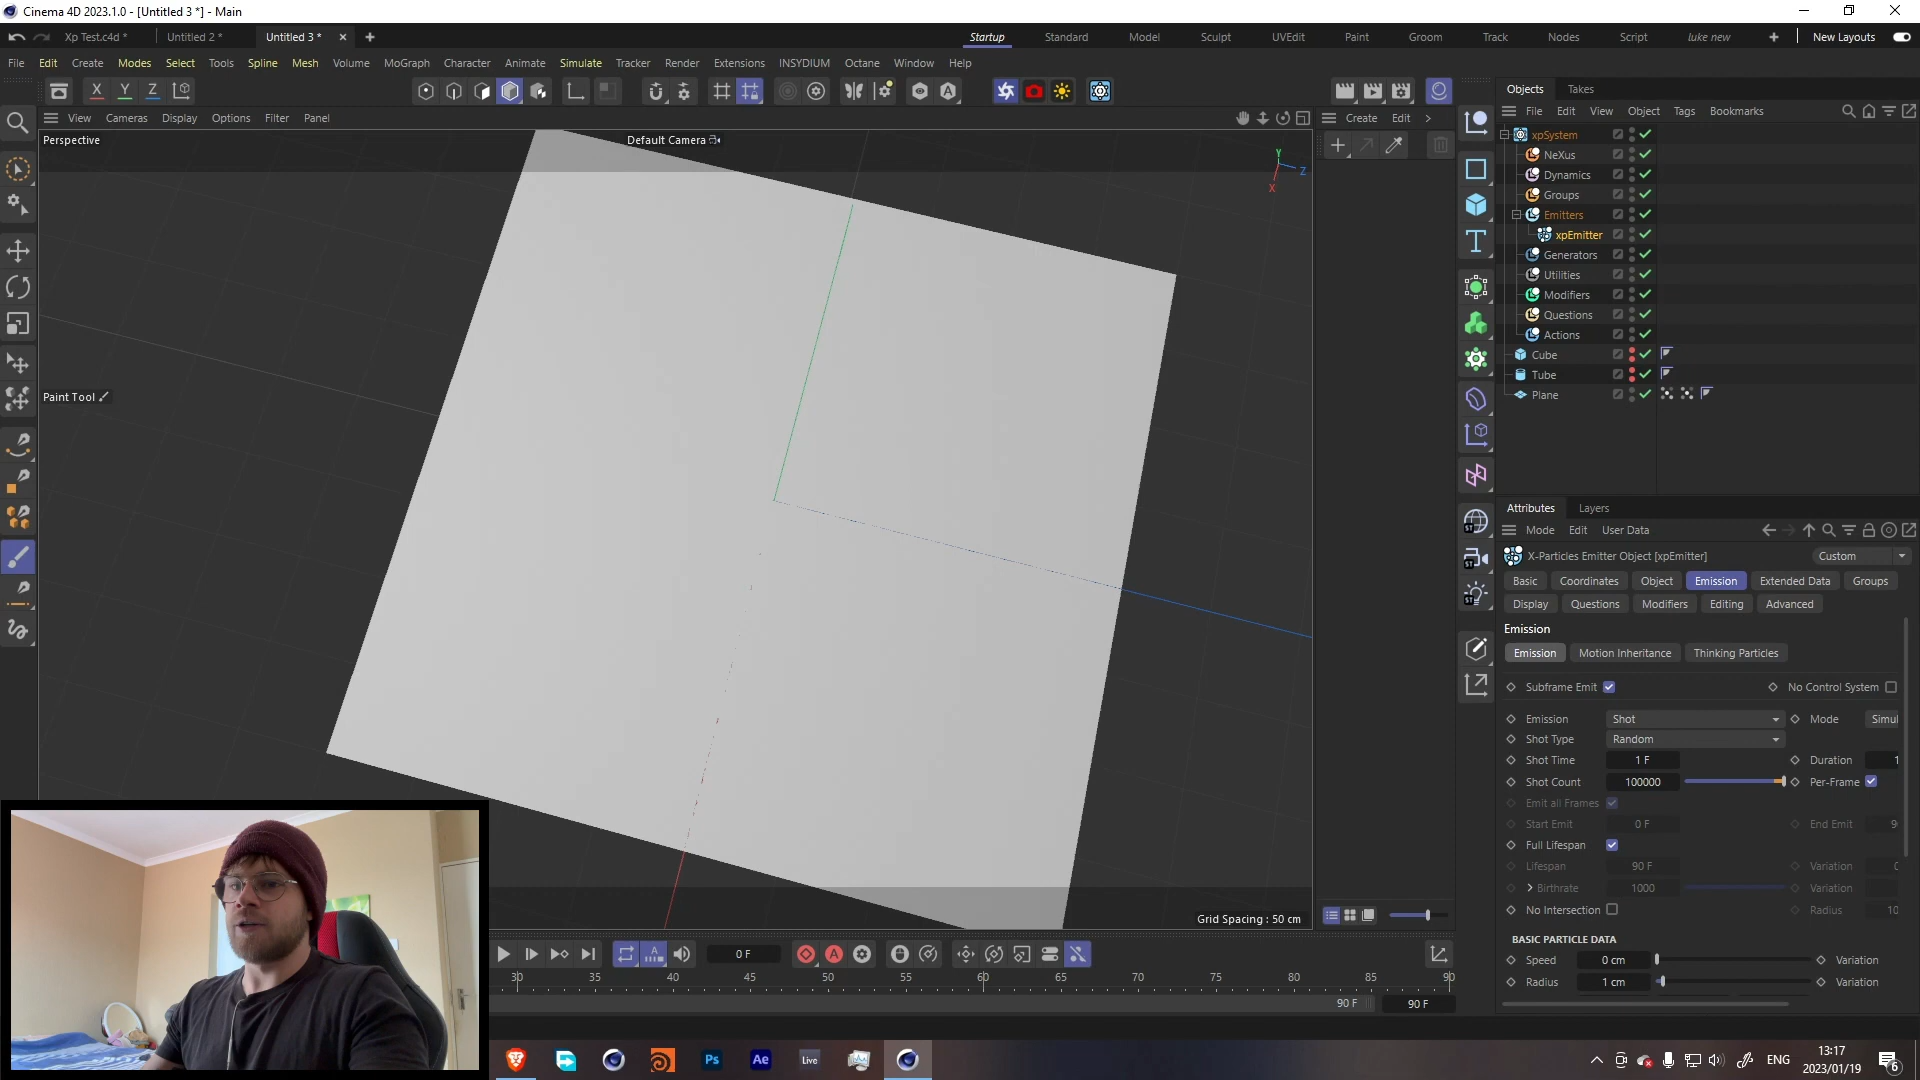 Cinema 4D 2023.1.0 - [Untitled 3 *] - Main
Xp Test.c4d * Untitled 2 * Untitled 3 *
Startup Standard Model Sculpt UVEdit Paint Groom Track Nodes Script luke new New Layouts
File Edit Create Modes Select Tools Spline Mesh Volume MoGraph Character Animate Simulate Tracker Render Extensions INSYDIUM Octane Window Help
X Y Z
Objects Takes
View Cameras Display Options Filter Panel
Create Edit
File Edit View Object Tags Bookmarks
Perspective
Default Camera
Y
Z
X
xpSystem
NeXus
Dynamics
Groups
Emitters
xpEmitter
Generators
Utilities
Modifiers
Questions
Actions
Cube
Tube
Plane
Paint Tool
Attributes Layers
Mode Edit User Data
X-Particles Emitter Object [xpEmitter] Custom
Basic Coordinates Object Emission Extended Data Groups
Display Questions Modifiers Editing Advanced
Emission
Emission Motion Inheritance Thinking Particles
Subframe Emit No Control System
Emission Shot Mode Simul
Shot Type Random
Shot Time 1 F Duration 1
Shot Count 100000 Per-Frame
Emit all Frames
Start Emit 0 F End Emit 9
Full Lifespan
Lifespan 90 F Variation 0
Birthrate 1000 Variation
No Intersection Radius 10
BASIC PARTICLE DATA
Speed 0 cm Variation
Radius 1 cm Variation
Grid Spacing : 50 cm
0 F
30 35 40 45 50 55 60 65 70 75 80 85 90
90 F 90 F
Ps Ae Live
ENG
13:17
2023/01/19
6